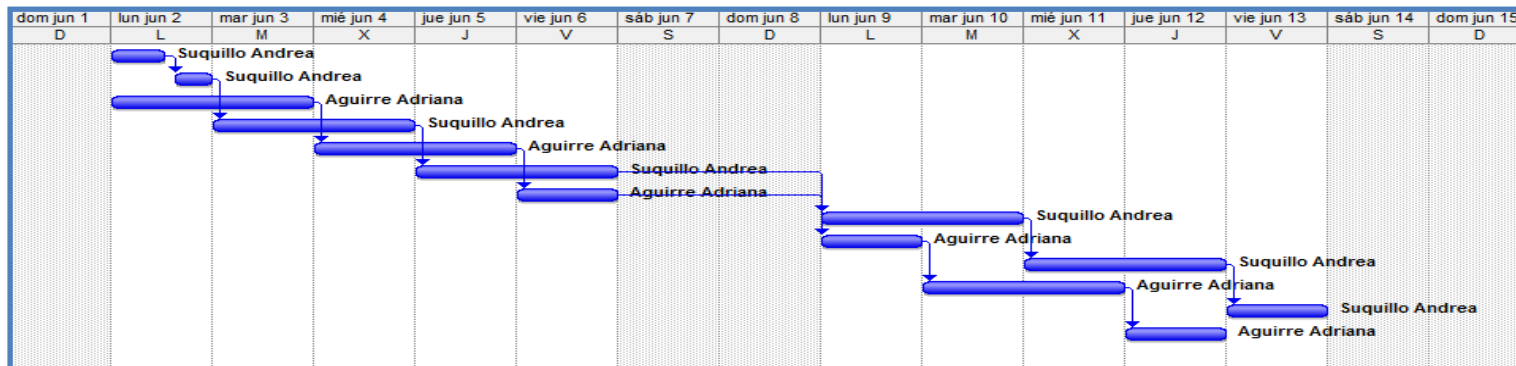 dom jun 1 lun jun 2 mar jun 3 mié jun 4 jue jun 5 vie jun 6 sáb jun 7 dom jun 8 lun jun 9 mar jun 10 mié jun 11 jue jun 12 vie jun 13 sáb jun 14 dom jun 15
D L M X J V S D L M X J V S D
Suquillo Andrea
Suquillo Andrea
Aguirre Adriana
Suquillo Andrea
Aguirre Adriana
Suquillo Andrea
Aguirre Adriana
Suquillo Andrea
Aguirre Adriana
Suquillo Andrea
Aguirre Adriana
Suquillo Andrea
Aguirre Adriana